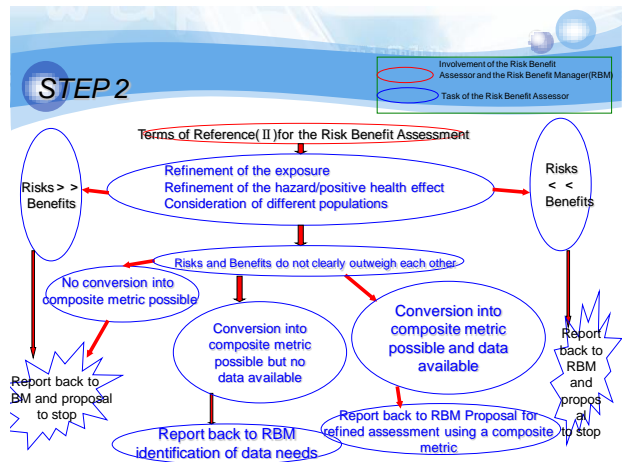 STEP 2
Involvement of the Risk Benefit
Assessor and the Risk Benefit Manager(RBM)
Task of the Risk Benefit Assessor
Terms of Reference(Ⅱ)for the Risk Benefit Assessment
Risks > >
Benefits
Refinement of the exposure
Refinement of the hazard/positive health effect
Consideration of different populations
Risks
< <
Benefits
Risks and Benefits do not clearly outweigh each other
No conversion into
composite metric possible
Conversion into
composite metric
possible but no
data available
Conversion into
composite metric
possible and data
available
Report back to
BM and proposal
to stop
Report back to RBM
identification of data needs
Report back to RBM Proposal for
refined assessment using a composite
metric
Report
back to
RBM
and
propos
al
to stop